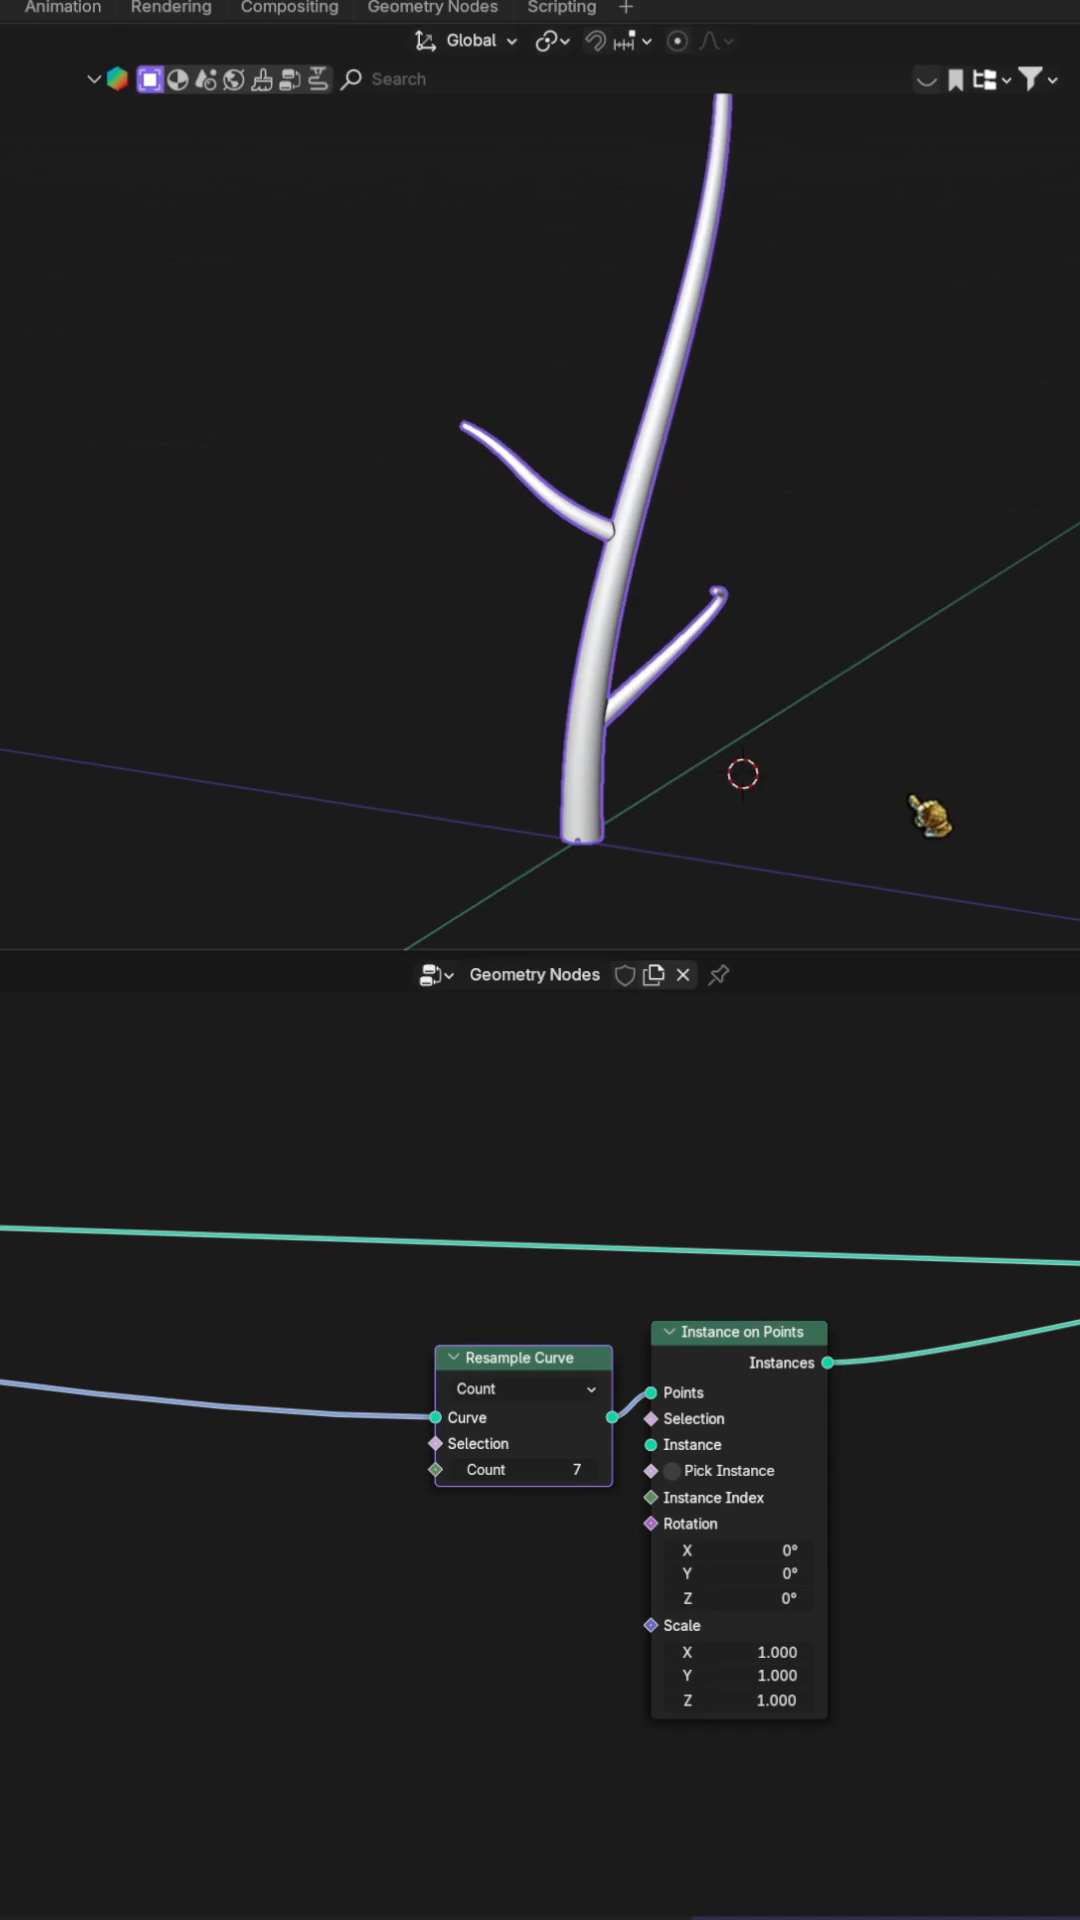 Animation Rendering Compositing Geometry Nodes Scripting +
Global
Search
Geometry Nodes
Resample Curve
Count
Curve
Selection
Count 7
Instance on Points
Instances
Points
Selection
Instance
Pick Instance
Instance Index
Rotation
X 0°
Y 0°
Z 0°
Scale
X 1.000
Y 1.000
Z 1.000